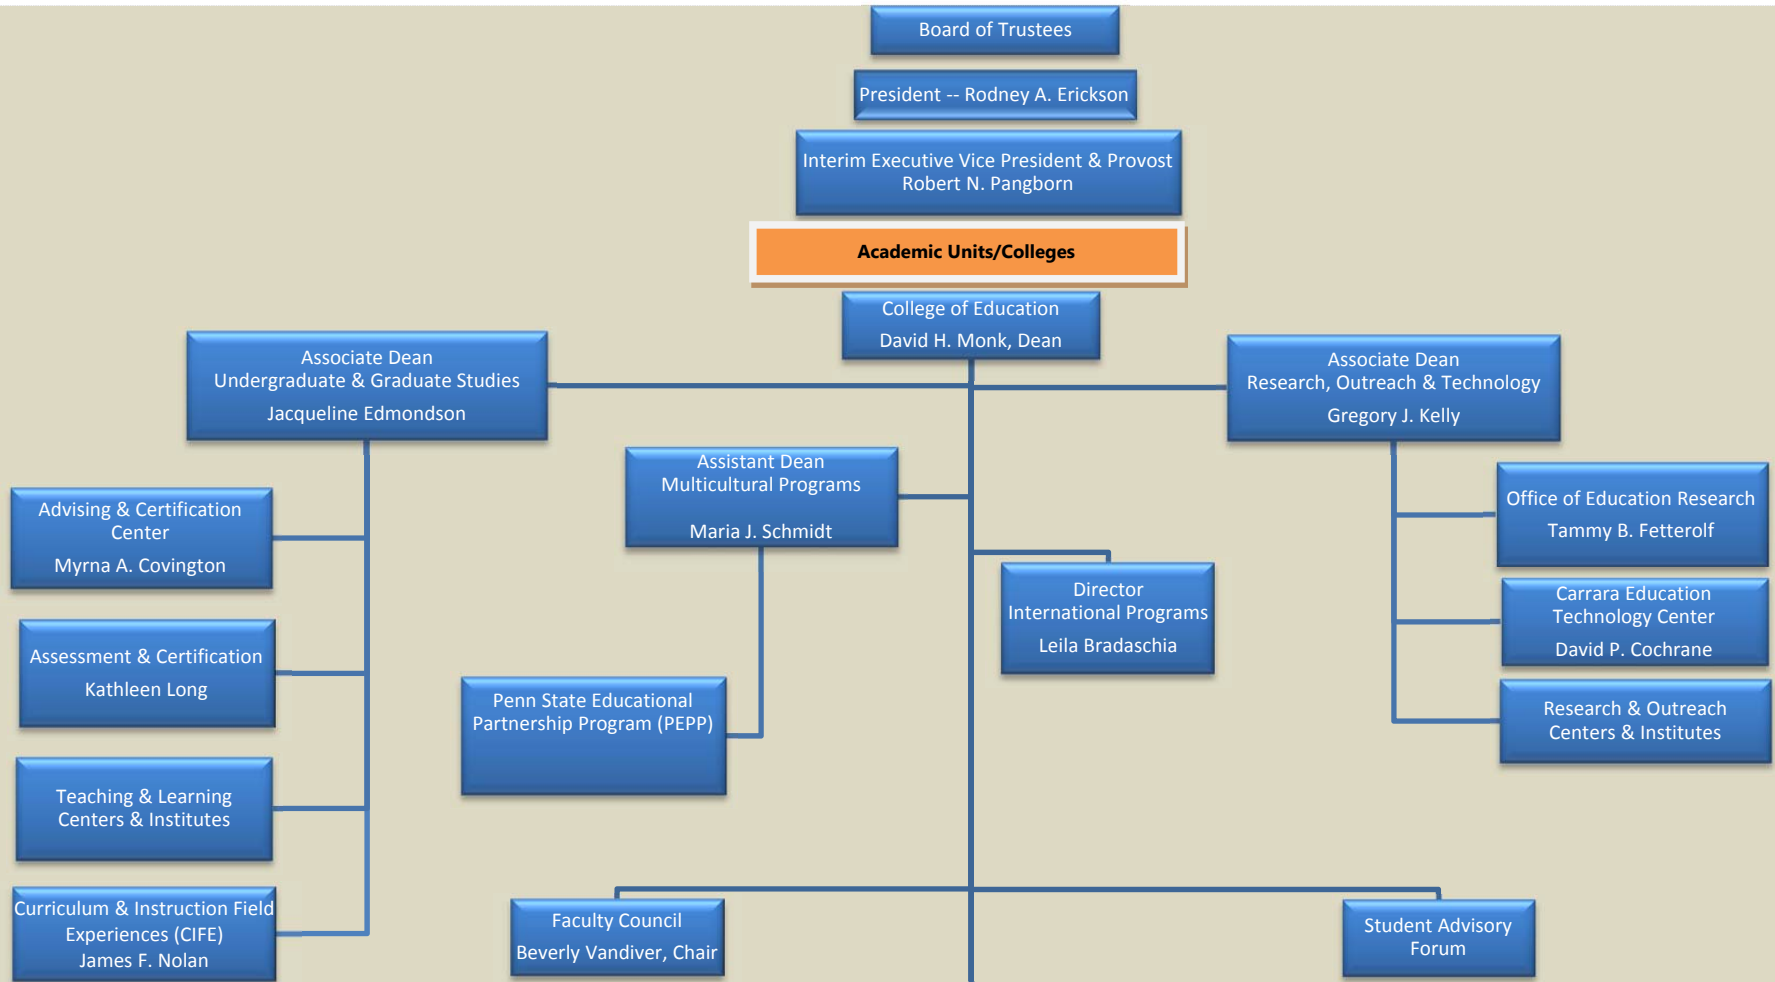 Board of Trustees
President -- Rodney A. Erickson
Interim Executive Vice President & Provost
Robert N. Pangborn
Academic Units/Colleges
College of Education
David H. Monk, Dean
Associate Dean
Undergraduate & Graduate Studies
Jacqueline Edmondson
Associate Dean
Research, Outreach & Technology
Gregory J. Kelly
Assistant Dean
Multicultural Programs
Maria J. Schmidt
Advising & Certification
Center
Myrna A. Covington
Office of Education Research
Tammy B. Fetterolf
Director
International Programs
Leila Bradaschia
Carrara Education
Technology Center
David P. Cochrane
Assessment & Certification
Kathleen Long
Penn State Educational
Partnership Program (PEPP)
Research & Outreach
Centers & Institutes
Teaching & Learning
Centers & Institutes
Curriculum & Instruction Field
Experiences (CIFE)
James F. Nolan
Faculty Council
Beverly Vandiver, Chair
Student Advisory
Forum